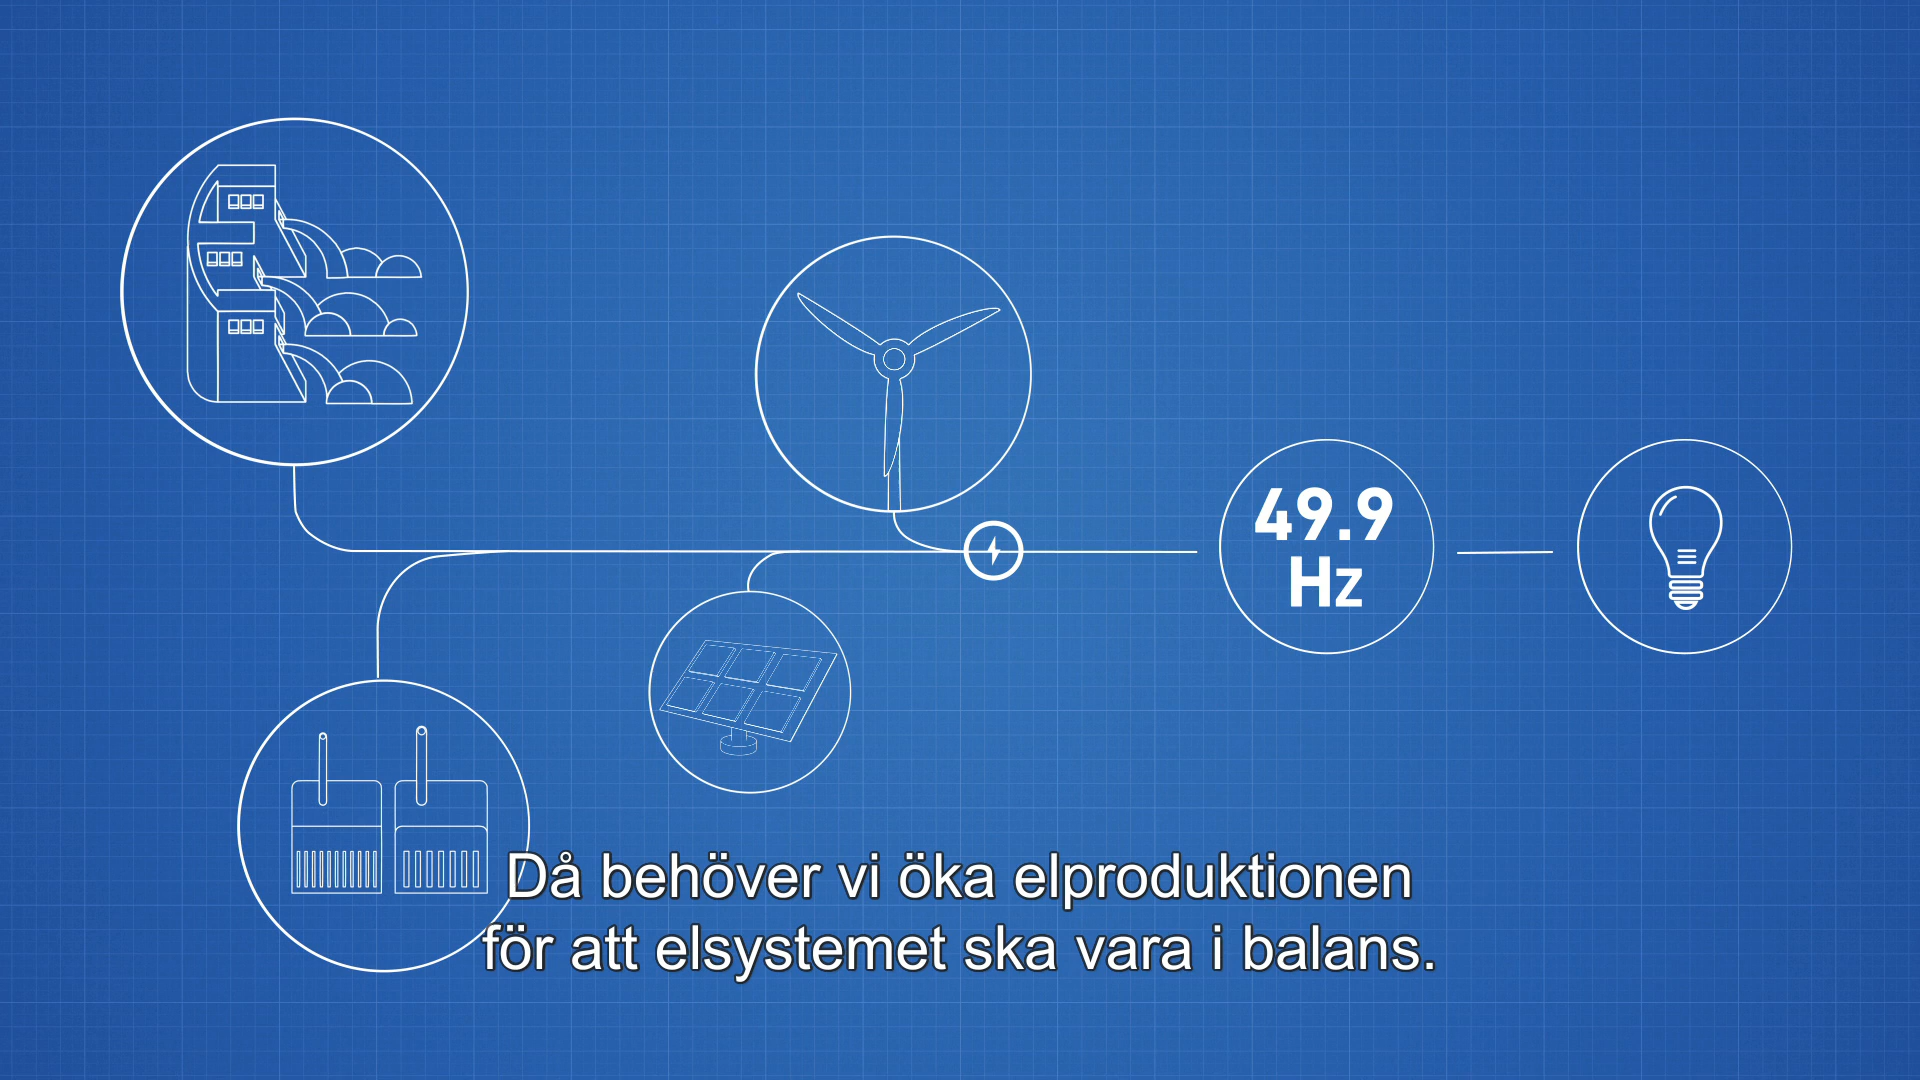 49.9
Hz
Då behöver vi öka elproduktionen
för att elsystemet ska vara i balans.